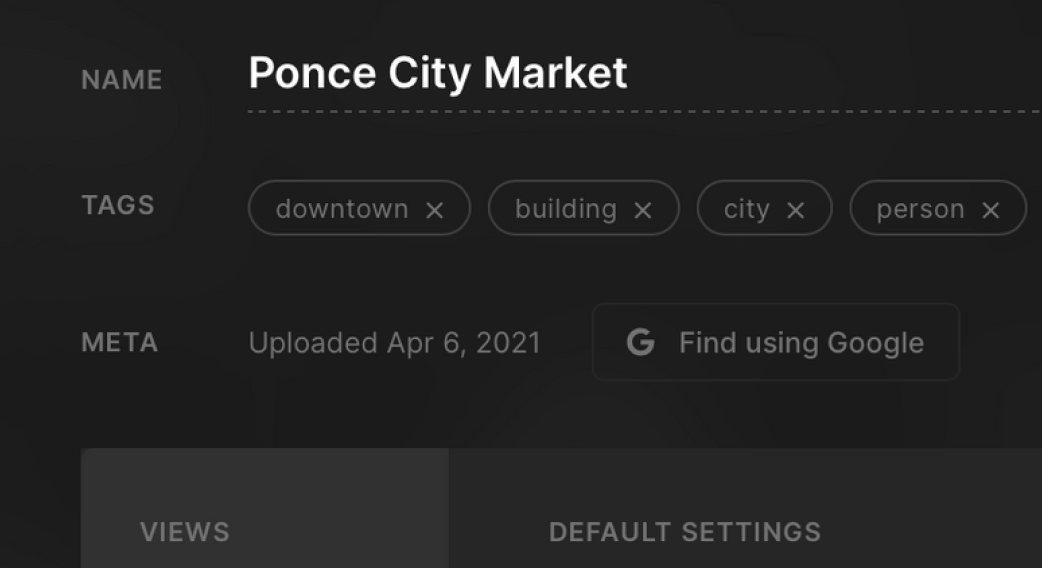 NAME Ponce City Market
TAGS downtown × building × city × person ×
META Uploaded Apr 6, 2021 G Find using Google
VIEWS DEFAULT SETTINGS